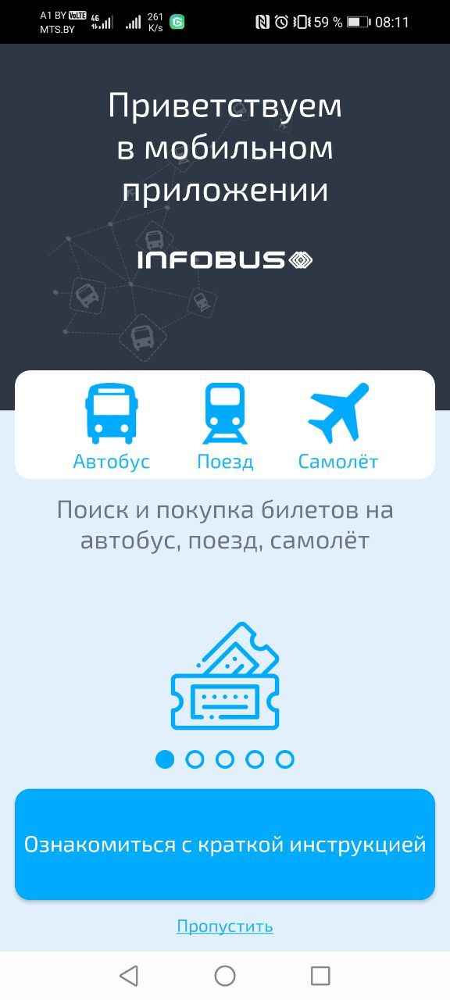 A1 BY VoLTE 4G 261 59 % 08:11
MTS.BY K/s
Приветствуем
в мобильном
приложении
INFOBUS
Автобус Поезд Самолёт
Поиск и покупка билетов на
автобус, поезд, самолёт
Ознакомиться с краткой инструкцией
Пропустить